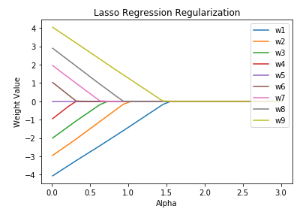 Lasso Regression Regularization
Weight Value
4
3
2
1
0
−1
−2
−3
−4
w1
w2
w3
w4
w5
w6
w7
w8
w9
0.0 0.5 1.0 1.5 2.0 2.5 3.0
Alpha